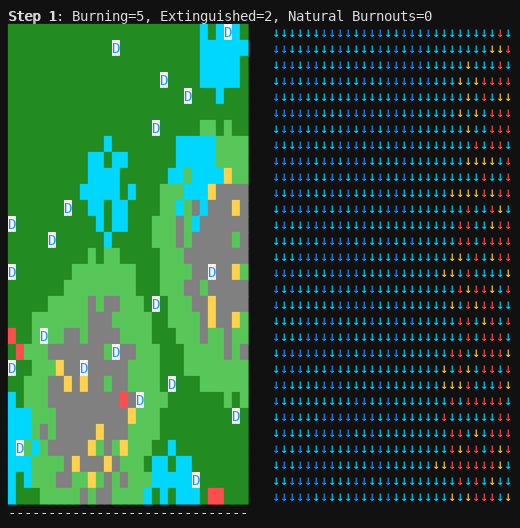 Step 1: Burning=5, Extinguished=2, Natural Burnouts=0
D
D
D
D
D
D
D
D
D D
D
D
D D
D
D
D
D
D
D
------------------------------